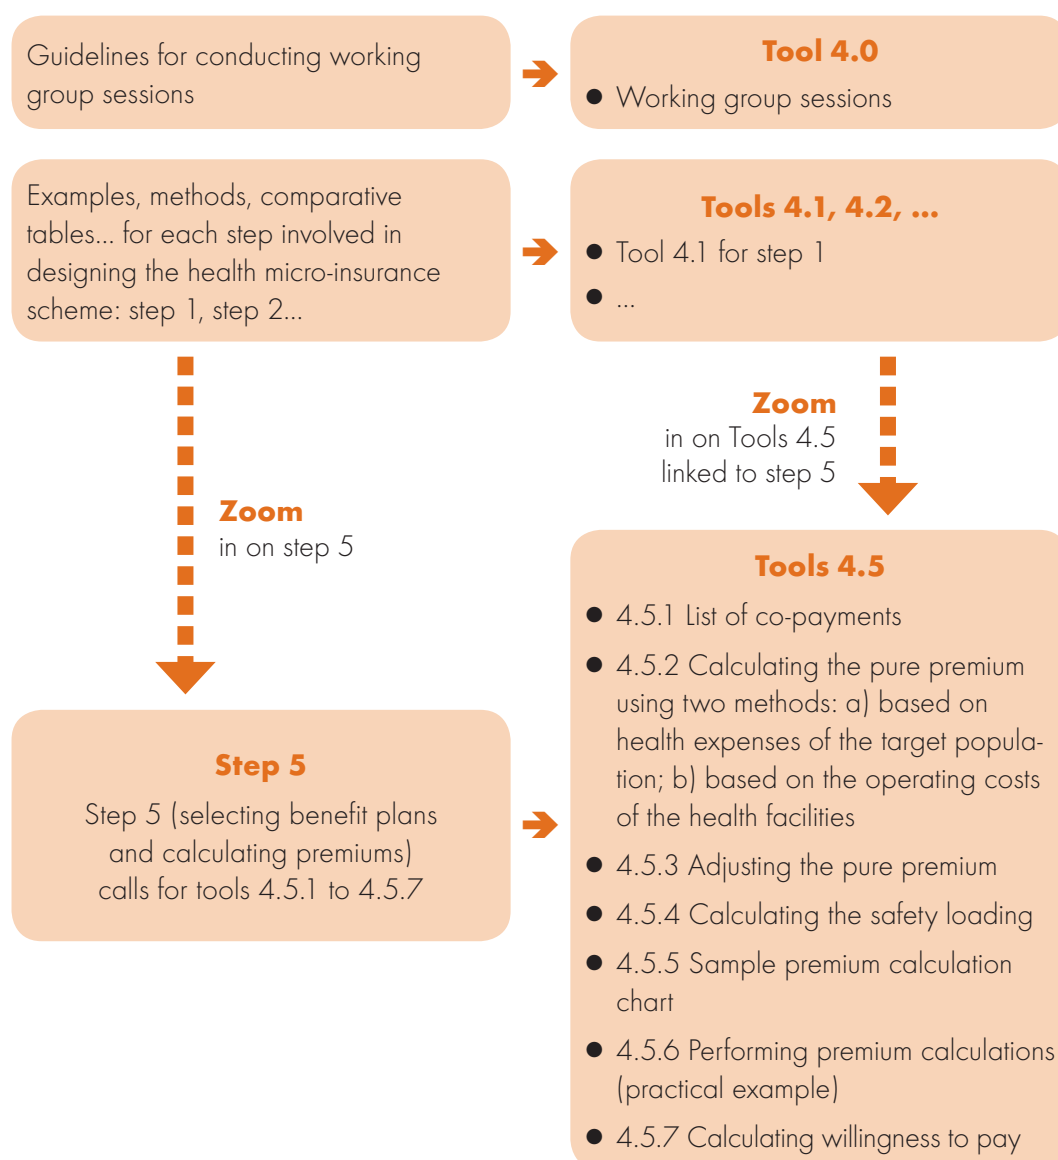 Guidelines for conducting working
group sessions
Tool 4.0
● Working group sessions
Examples, methods, comparative
tables... for each step involved in
designing the health micro-insurance
scheme: step 1, step 2...
Tools 4.1, 4.2, ...
● Tool 4.1 for step 1
● ...
Zoom
in on step 5
Zoom
in on Tools 4.5
linked to step 5
Step 5
Step 5 (selecting benefit plans
and calculating premiums)
calls for tools 4.5.1 to 4.5.7
Tools 4.5
● 4.5.1 List of co-payments
● 4.5.2 Calculating the pure premium
using two methods: a) based on
health expenses of the target popula-
tion; b) based on the operating costs
of the health facilities
● 4.5.3 Adjusting the pure premium
● 4.5.4 Calculating the safety loading
● 4.5.5 Sample premium calculation
chart
● 4.5.6 Performing premium calculations
(practical example)
● 4.5.7 Calculating willingness to pay